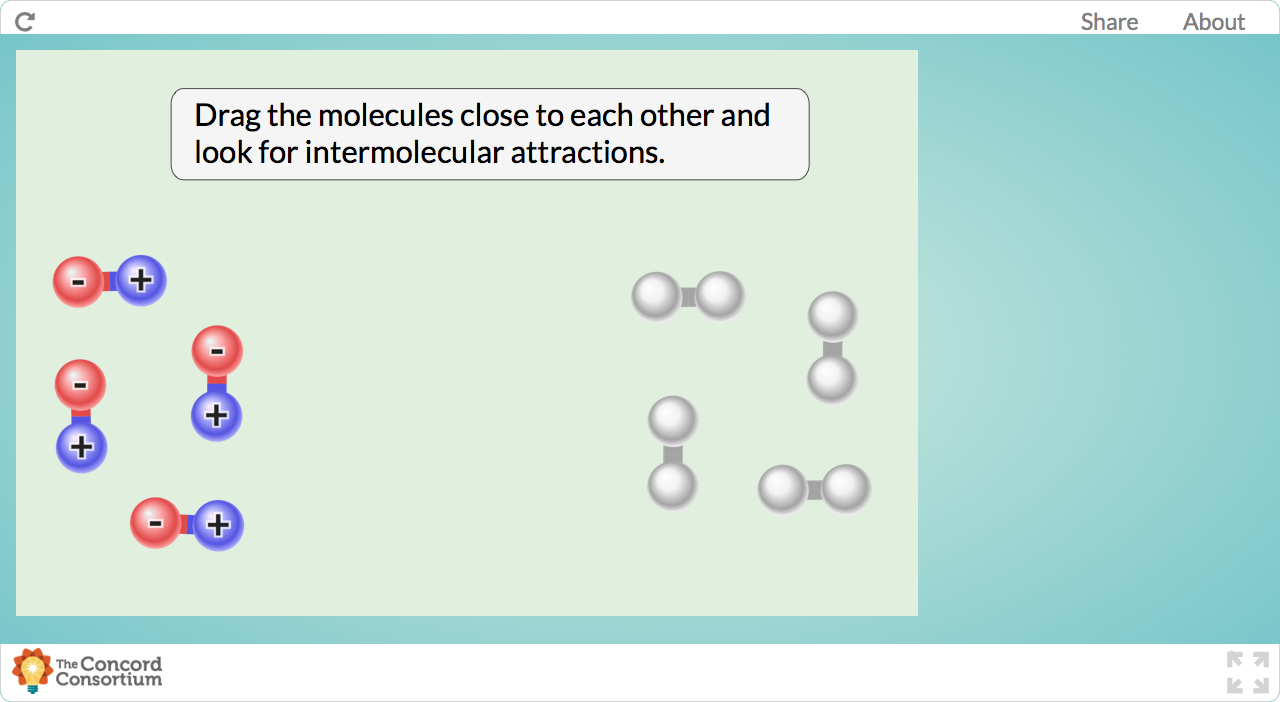 Share About
Drag the molecules close to each other and
look for intermolecular attractions.
- +
-
-
+
+
- +
The Concord
Consortium